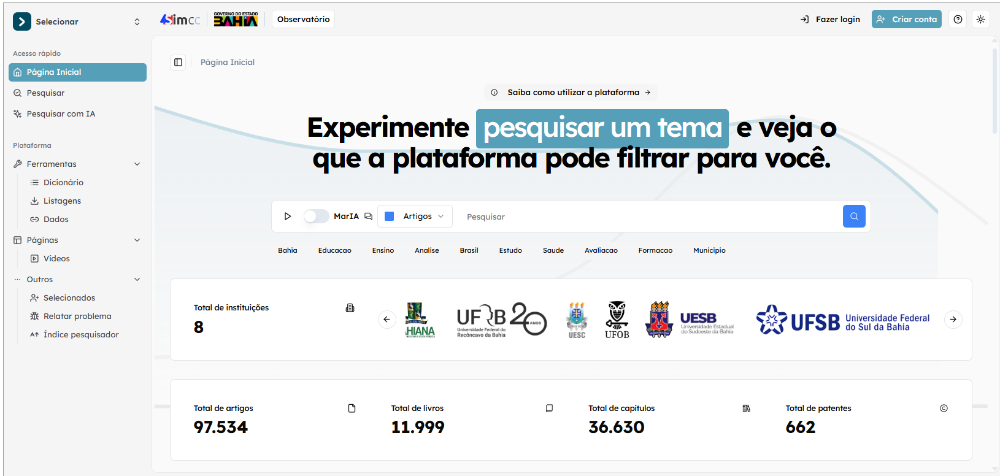 Selecionar
Simcc
GOVERNO DO ESTADO
BAHIA
Observatório
Fazer login
Criar conta
Acesso rápido
Página Inicial
Pesquisar
Pesquisar com IA
Plataforma
Ferramentas
Dicionário
Listagens
Dados
Páginas
Vídeos
Outros
Selecionados
Relatar problema
Índice pesquisador
Página Inicial
Saiba como utilizar a plataforma
Experimente pesquisar um tema e veja o
que a plataforma pode filtrar para você.
MarIA
Artigos
Pesquisar
Bahia Educacao Ensino Analise Brasil Estudo Saude Avaliacao Formacao Municipio
Total de instituições
8
HIANA
UFRB 20 ANOS
Universidade Federal do
Recôncavo da Bahia
UESC
UFOB
UESB
Universidade Estadual
do Sudoeste da Bahia
UFSB
Universidade Federal
do Sul da Bahia
Total de artigos
97.534
Total de livros
11.999
Total de capítulos
36.630
Total de patentes
662